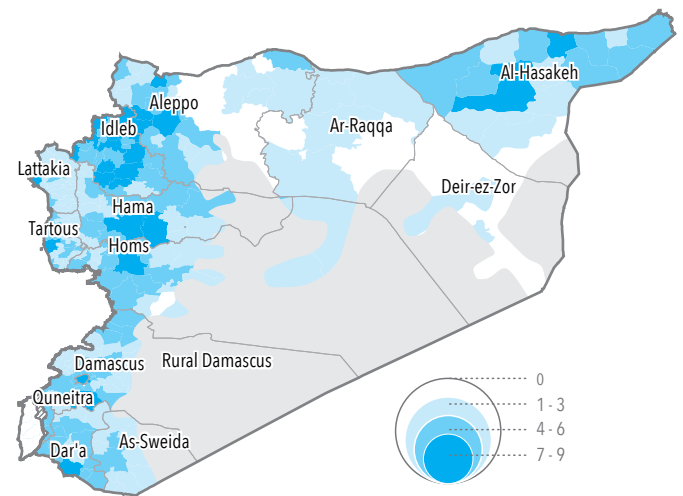 Al-Hasakeh
Aleppo
Idleb
Ar-Raqqa
Lattakia
Deir-ez-Zor
Hama
Tartous
Homs
Damascus
Rural Damascus
Quneitra
As-Sweida
Dar'a
0
1 - 3
4 - 6
7 - 9